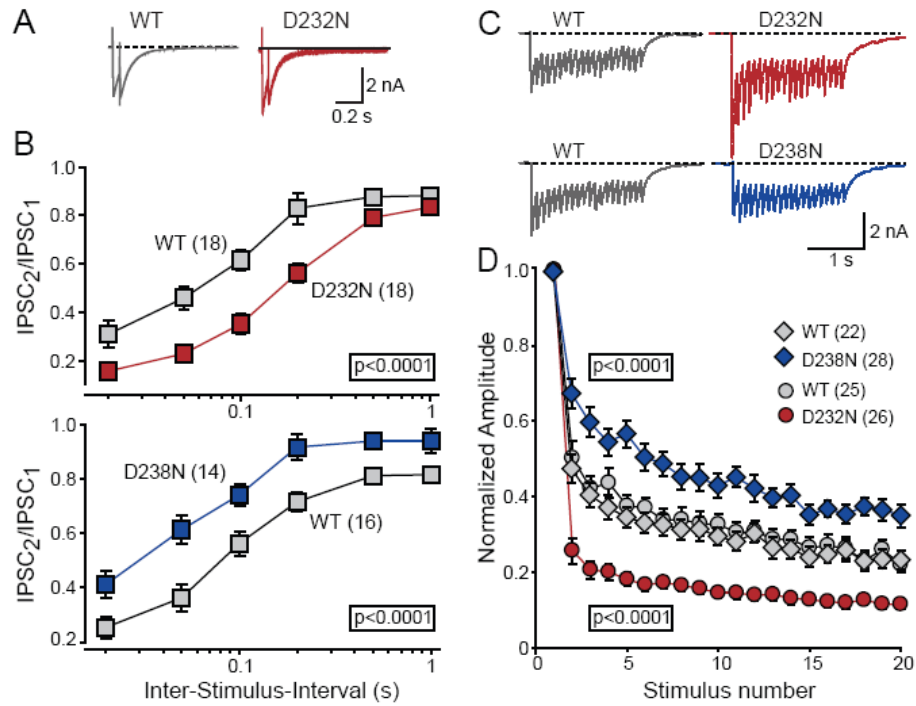 A
WT
D232N
2 nA
0.2 s
B
1.0
0.8
0.6
0.4
0.2
IPSC2/IPSC1
WT (18)
D232N (18)
p<0.0001
0.1
1
1.0
0.8
0.6
0.4
0.2
IPSC2/IPSC1
D238N (14)
WT (16)
p<0.0001
0.1
1
Inter-Stimulus-Interval (s)
C
WT
D232N
WT
D238N
2 nA
1 s
D
1.0
0.8
0.6
0.4
0.2
0
Normalized Amplitude
p<0.0001
WT (22)
D238N (28)
WT (25)
D232N (26)
p<0.0001
0
5
10
15
20
Stimulus number